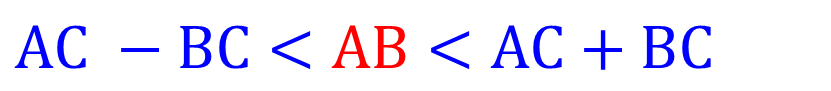 AC − BC < AB < AC + BC